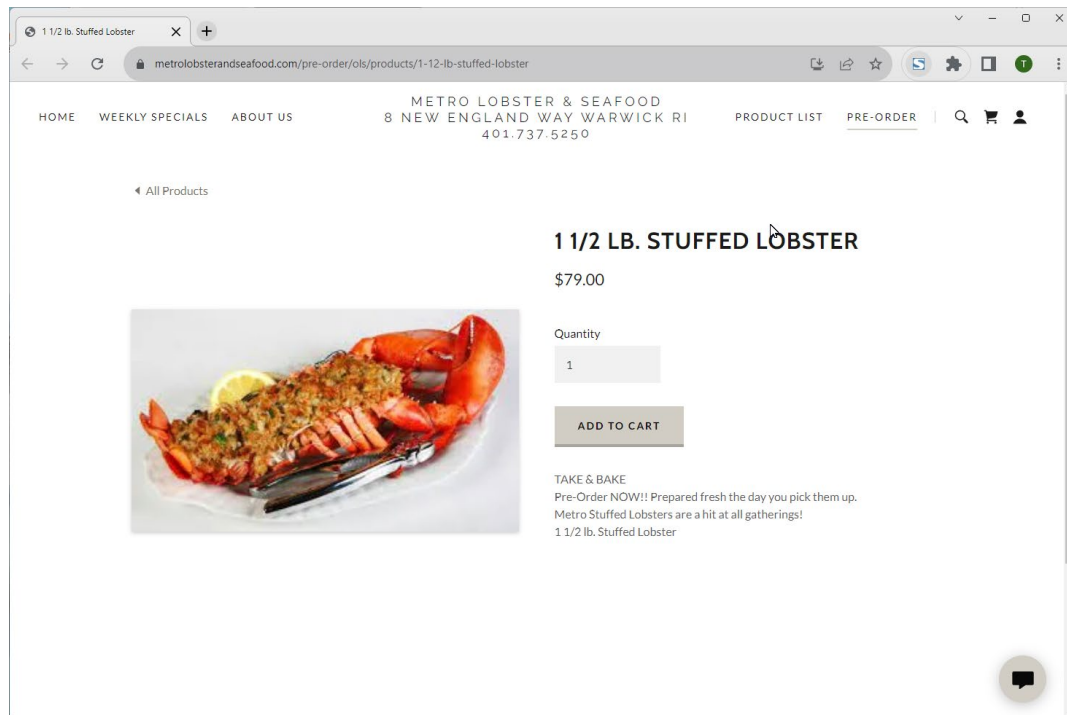 1 1/2 lb. Stuffed Lobster
metrolobsterandseafood.com/pre-order/ols/products/1-12-lb-stuffed-lobster
T
HOME WEEKLY SPECIALS ABOUT US
METRO LOBSTER & SEAFOOD
8 NEW ENGLAND WAY WARWICK RI
401.737.5250
PRODUCT LIST PRE-ORDER
All Products
1 1/2 LB. STUFFED LOBSTER
$79.00
Quantity
1
ADD TO CART
TAKE & BAKE
Pre-Order NOW!! Prepared fresh the day you pick them up.
Metro Stuffed Lobsters are a hit at all gatherings!
1 1/2 lb. Stuffed Lobster